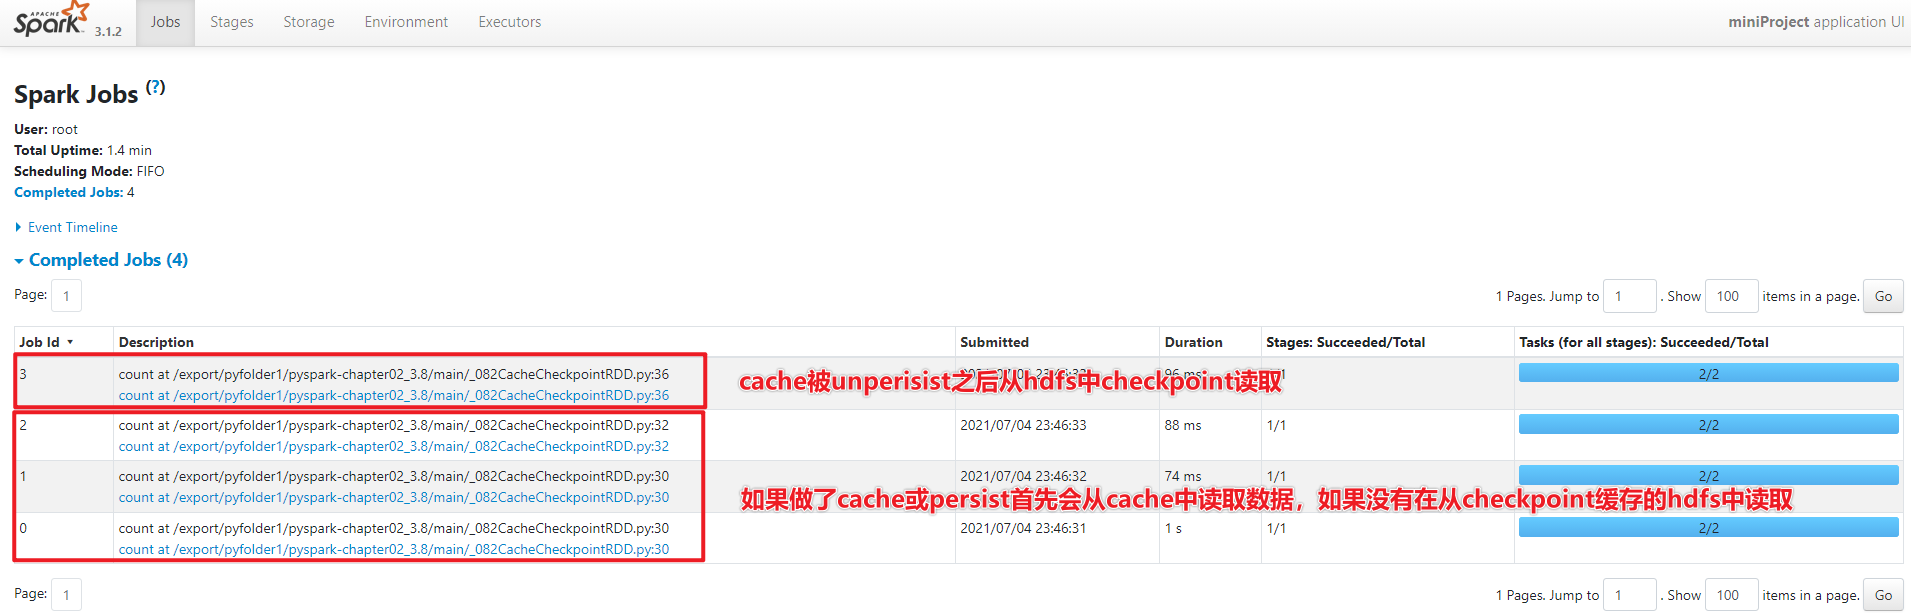 APACHE
Spark 3.1.2 Jobs Stages Storage Environment Executors miniProject application UI
Spark Jobs (?)
User: root
Total Uptime: 1.4 min
Scheduling Mode: FIFO
Completed Jobs: 4
Event Timeline
Completed Jobs (4)
Page: 1 1 Pages. Jump to 1 . Show 100 items in a page. Go
Job Id Description Submitted Duration Stages: Succeeded/Total Tasks (for all stages): Succeeded/Total
3 count at /export/pyfolder1/pyspark-chapter02_3.8/main/_082CacheCheckpointRDD.py:36 2/2
count at /export/pyfolder1/pyspark-chapter02_3.8/main/_082CacheCheckpointRDD.py:36
cache被unperisist之后从hdfs中checkpoint读取
2 count at /export/pyfolder1/pyspark-chapter02_3.8/main/_082CacheCheckpointRDD.py:32 2021/07/04 23:46:33 88 ms 1/1 2/2
count at /export/pyfolder1/pyspark-chapter02_3.8/main/_082CacheCheckpointRDD.py:32
1 count at /export/pyfolder1/pyspark-chapter02_3.8/main/_082CacheCheckpointRDD.py:30 2021/07/04 23:46:32 74 ms 1/1 2/2
count at /export/pyfolder1/pyspark-chapter02_3.8/main/_082CacheCheckpointRDD.py:30
如果做了cache或persist首先会从cache中读取数据，如果没有在从checkpoint缓存的hdfs中读取
0 count at /export/pyfolder1/pyspark-chapter02_3.8/main/_082CacheCheckpointRDD.py:30 2021/07/04 23:46:31 1 s 1/1 2/2
count at /export/pyfolder1/pyspark-chapter02_3.8/main/_082CacheCheckpointRDD.py:30
Page: 1 1 Pages. Jump to 1 . Show 100 items in a page. Go